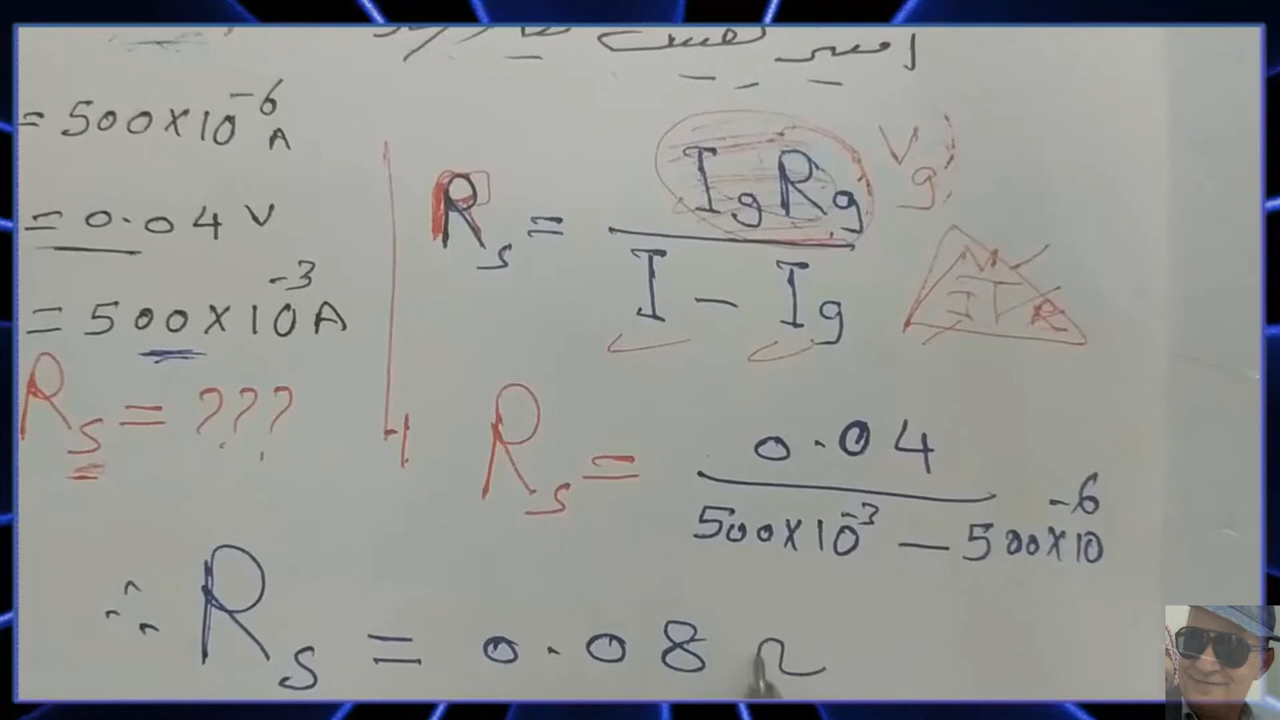 = 500×10⁻⁶ A
= 0.04 V
= 500×10⁻³ A
Rs = ???
Rs = IgRg / I - Ig
Vg
V
I R
Rs = 0.04 / 500×10⁻³ - 500×10⁻⁶
∴ Rs = 0.08 Ω